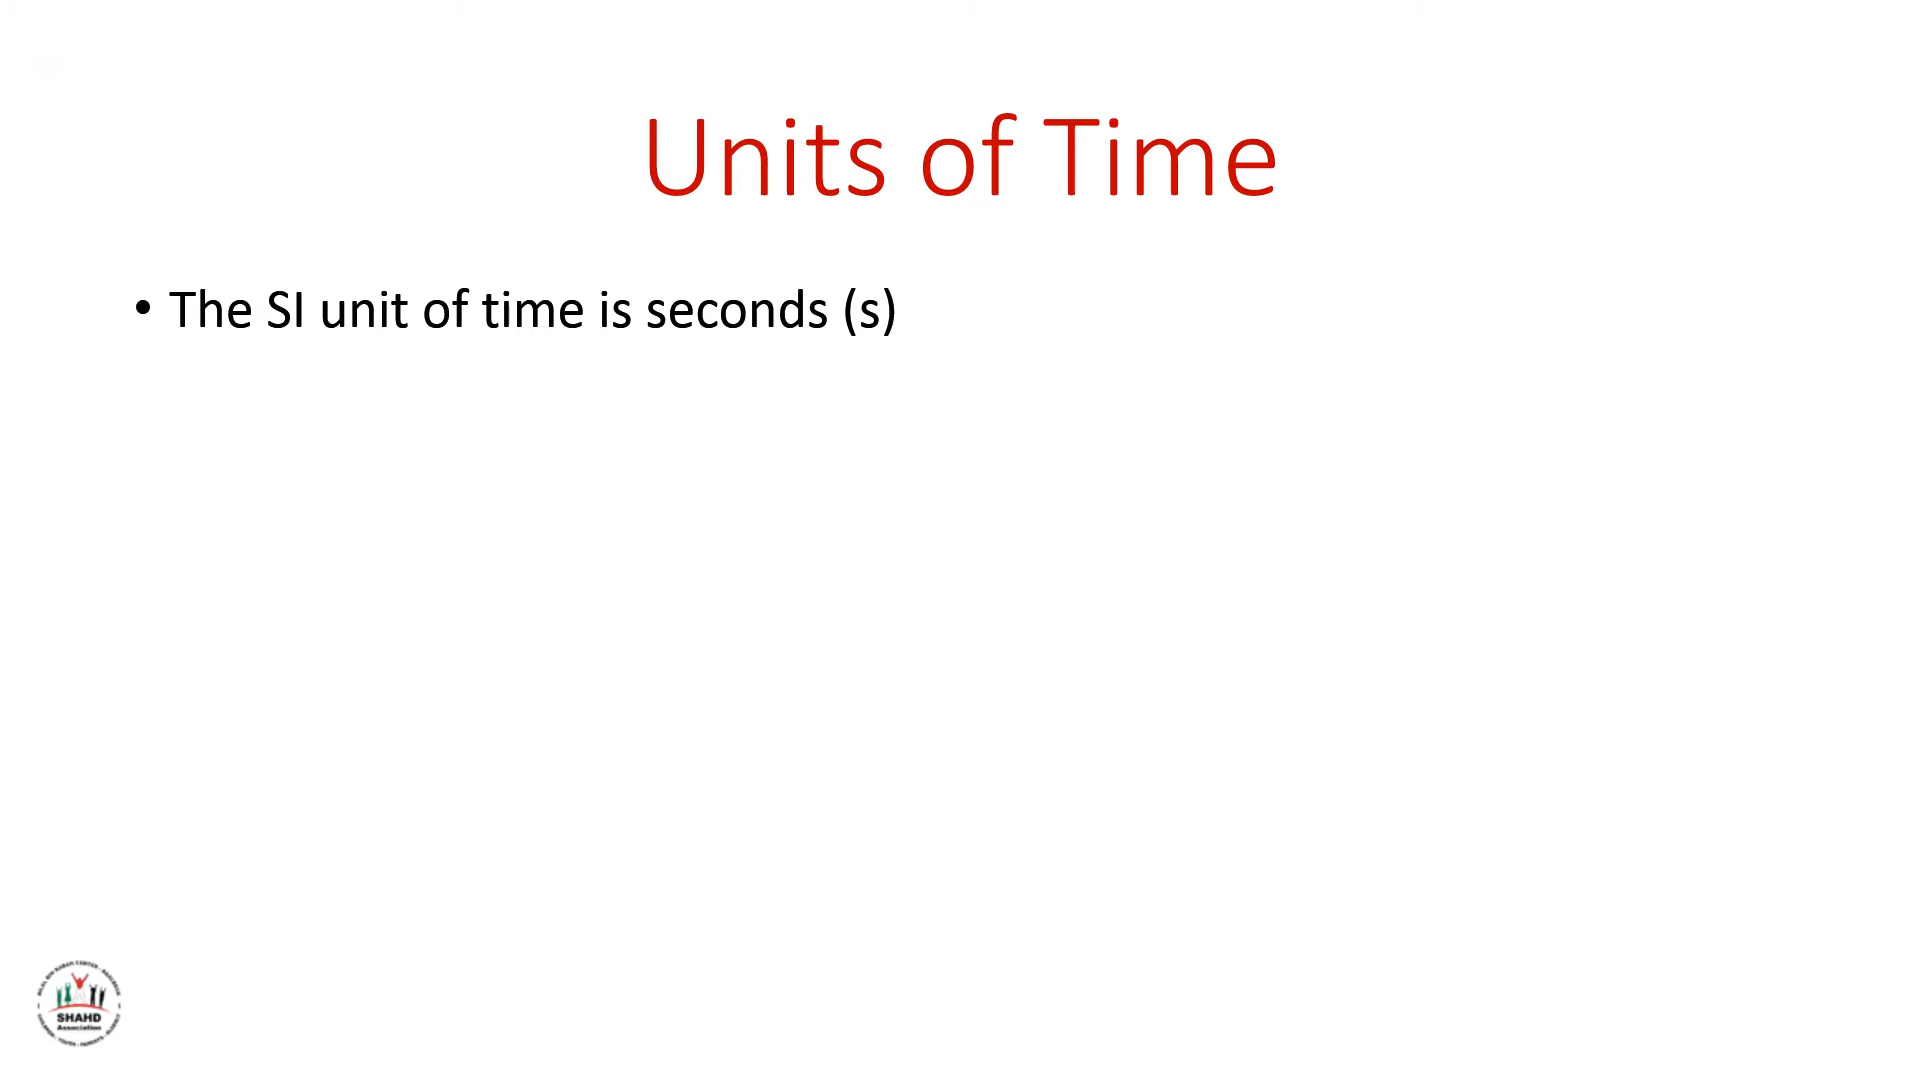 Units of Time
• The SI unit of time is seconds (s)
SHAHD
Association